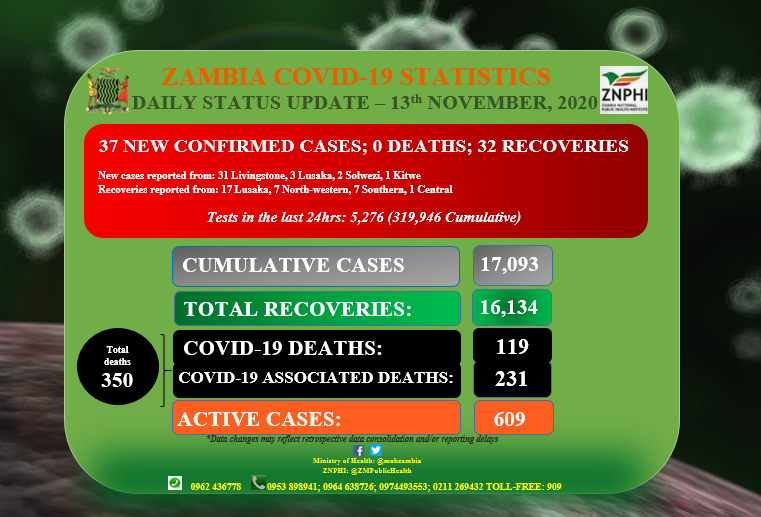 ZAMBIA COVID-19 STATISTICS
DAILY STATUS UPDATE – 13th NOVEMBER, 2020
ZNPHI
ZAMBIA NATIONAL
PUBLIC HEALTH INSTITUTE
37 NEW CONFIRMED CASES; 0 DEATHS; 32 RECOVERIES
New cases reported from: 31 Livingstone, 3 Lusaka, 2 Solwezi, 1 Kitwe
Recoveries reported from: 17 Lusaka, 7 North-western, 7 Southern, 1 Central
Tests in the last 24hrs: 5,276 (319,946 Cumulative)
CUMULATIVE CASES 17,093
TOTAL RECOVERIES: 16,134
Total
deaths
350
COVID-19 DEATHS: 119
COVID-19 ASSOCIATED DEATHS: 231
ACTIVE CASES: 609
*Data changes may reflect retrospective data consolidation and/or reporting delays
Ministry of Health: @mohzambia
ZNPHI: @ZMPublicHealth
0962 436778 0953 898941; 0964 638726; 0974493553; 0211 269432 TOLL-FREE: 909